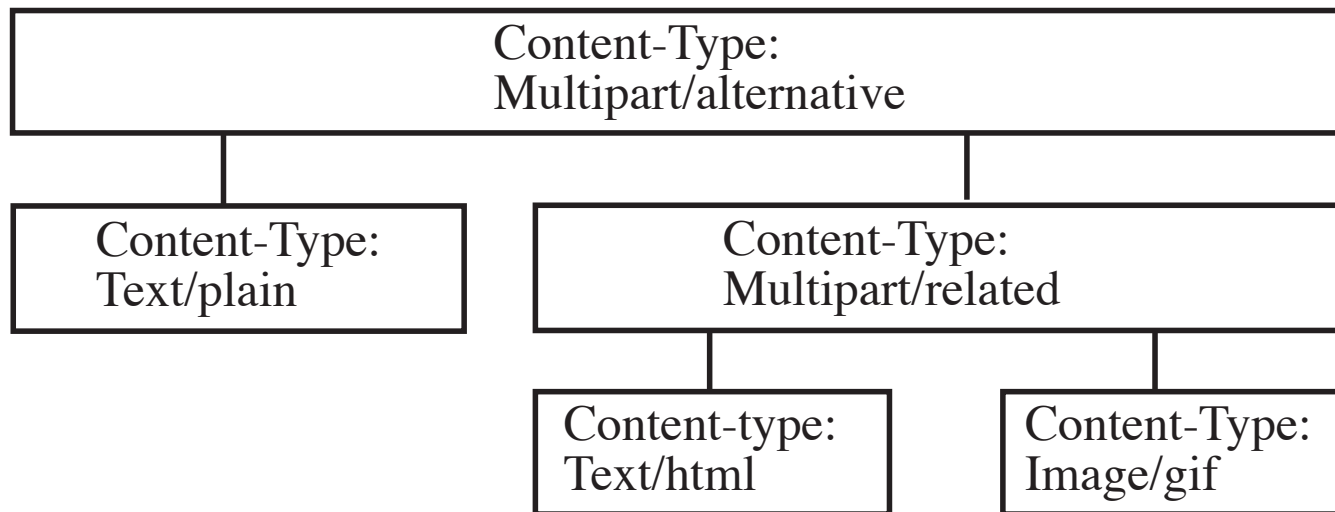 Content-Type:
Multipart/alternative
Content-Type:
Text/plain
Content-Type:
Multipart/related
Content-type:
Text/html
Content-Type:
Image/gif